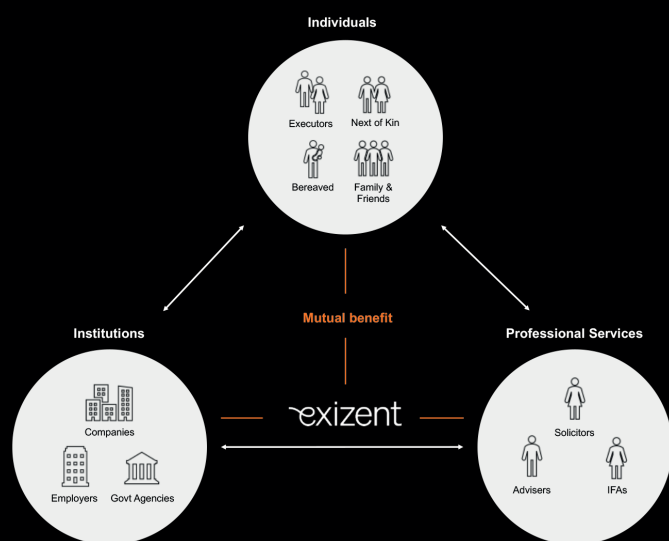 Individuals
Executors
Next of Kin
Bereaved
Family &
Friends
Mutual benefit
Institutions
Professional Services
Companies
Employers
Govt Agencies
exizent
Solicitors
Advisers
IFAs